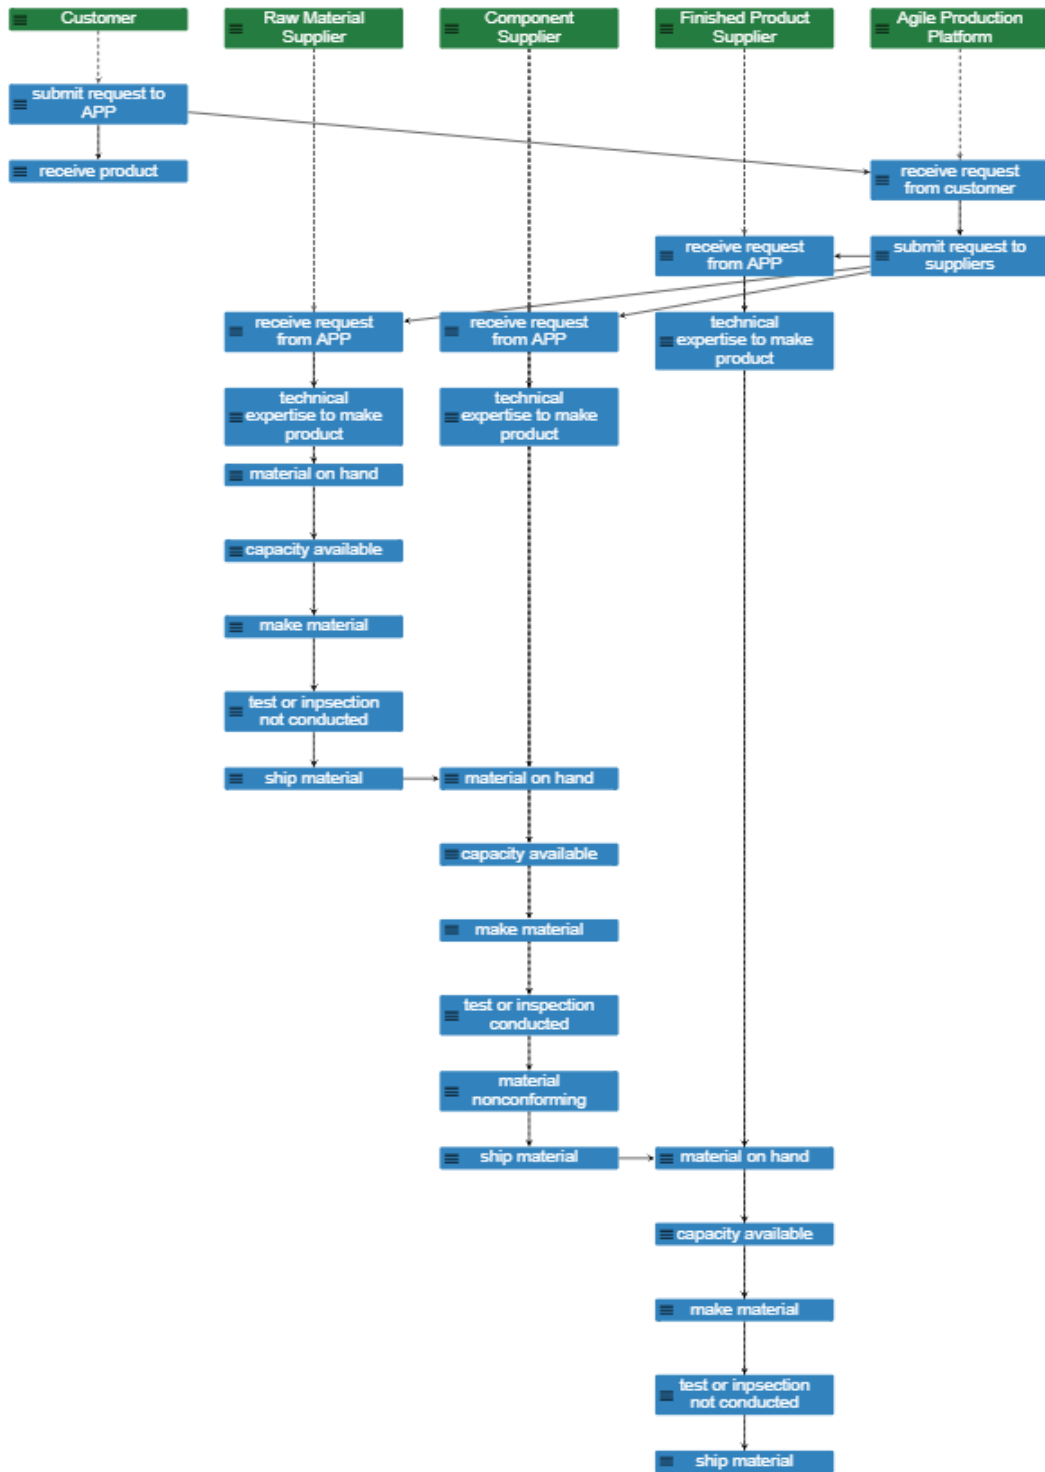 Customer
Raw Material
Supplier
Component
Supplier
Finished Product
Supplier
Agile Production
Platform
submit request to
APP
receive product
receive request
from customer
receive request
from APP
submit request to
suppliers
receive request
from APP
receive request
from APP
technical
expertise to make
product
technical
expertise to make
product
technical
expertise to make
product
material on hand
capacity available
make material
test or inpsection
not conducted
ship material
material on hand
capacity available
make material
test or inspection
conducted
material
nonconforming
ship material
material on hand
capacity available
make material
test or inpsection
not conducted
ship material